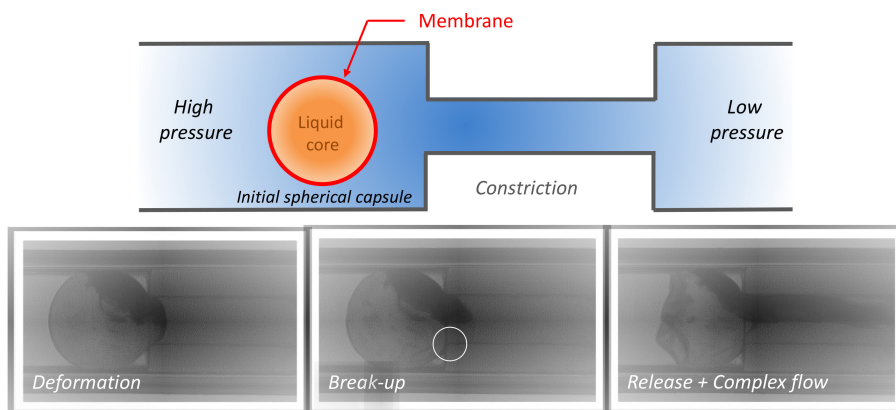 Membrane
High
pressure
Liquid
core
Low
pressure
Initial spherical capsule
Constriction
Deformation
Break-up
Release + Complex flow